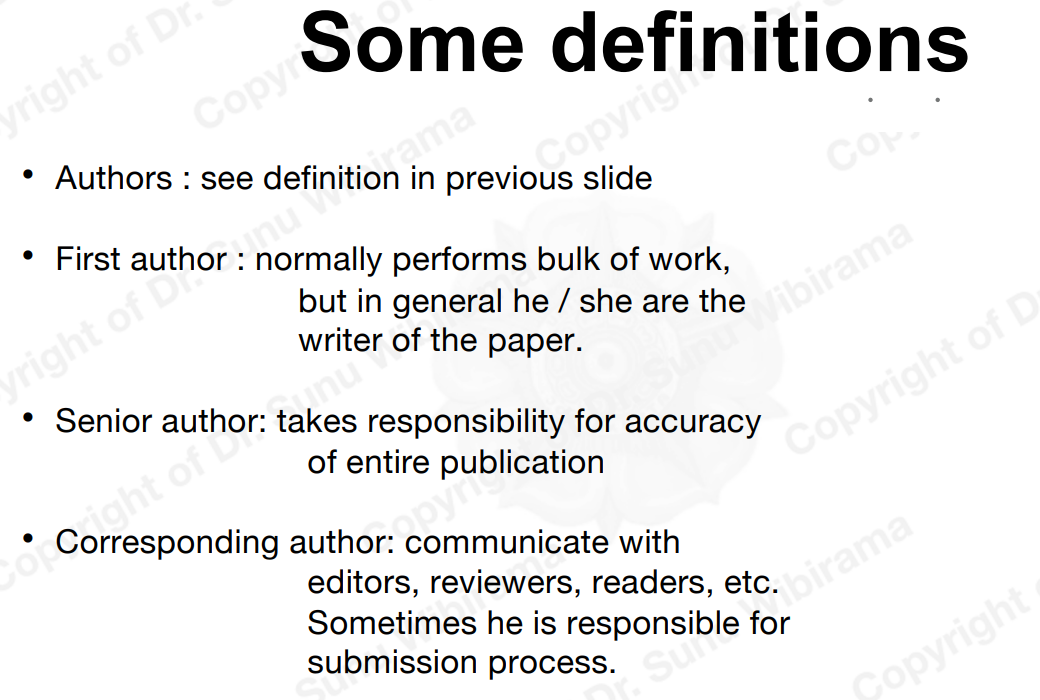 Some definitions
• Authors : see definition in previous slide
• First author : normally performs bulk of work,
but in general he / she are the
writer of the paper.
• Senior author: takes responsibility for accuracy
of entire publication
• Corresponding author: communicate with
editors, reviewers, readers, etc.
Sometimes he is responsible for
submission process.
Copyright of Dr. Sunu Wibirama